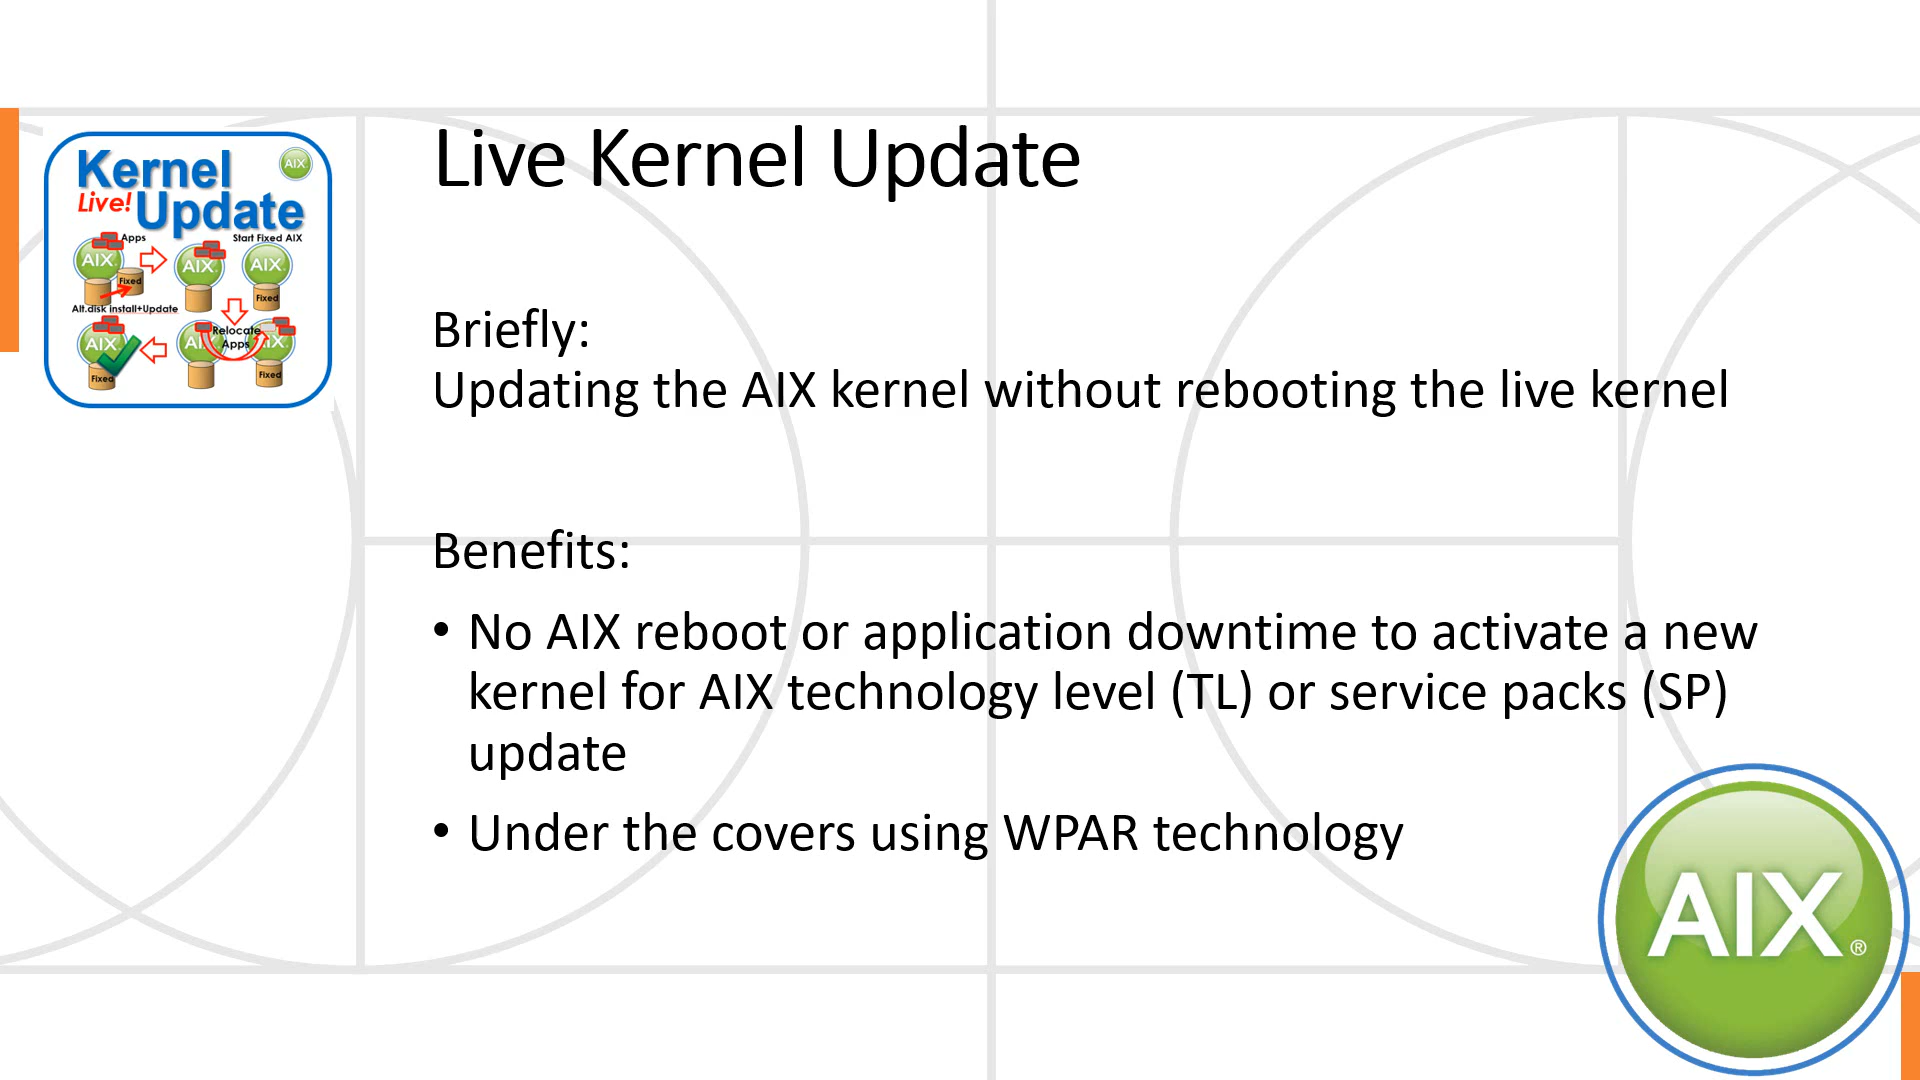 Kernel
Live! Update
AIX
Apps
Start Fixed AIX
AIX
AIX
AIX
Fixed
Fixed
Alt.disk install+Update
Relocate
Apps
AIX
AIX
AIX
Fixed
Fixed
Live Kernel Update
Briefly:
Updating the AIX kernel without rebooting the live kernel
Benefits:
• No AIX reboot or application downtime to activate a new
kernel for AIX technology level (TL) or service packs (SP)
update
• Under the covers using WPAR technology
AIX®